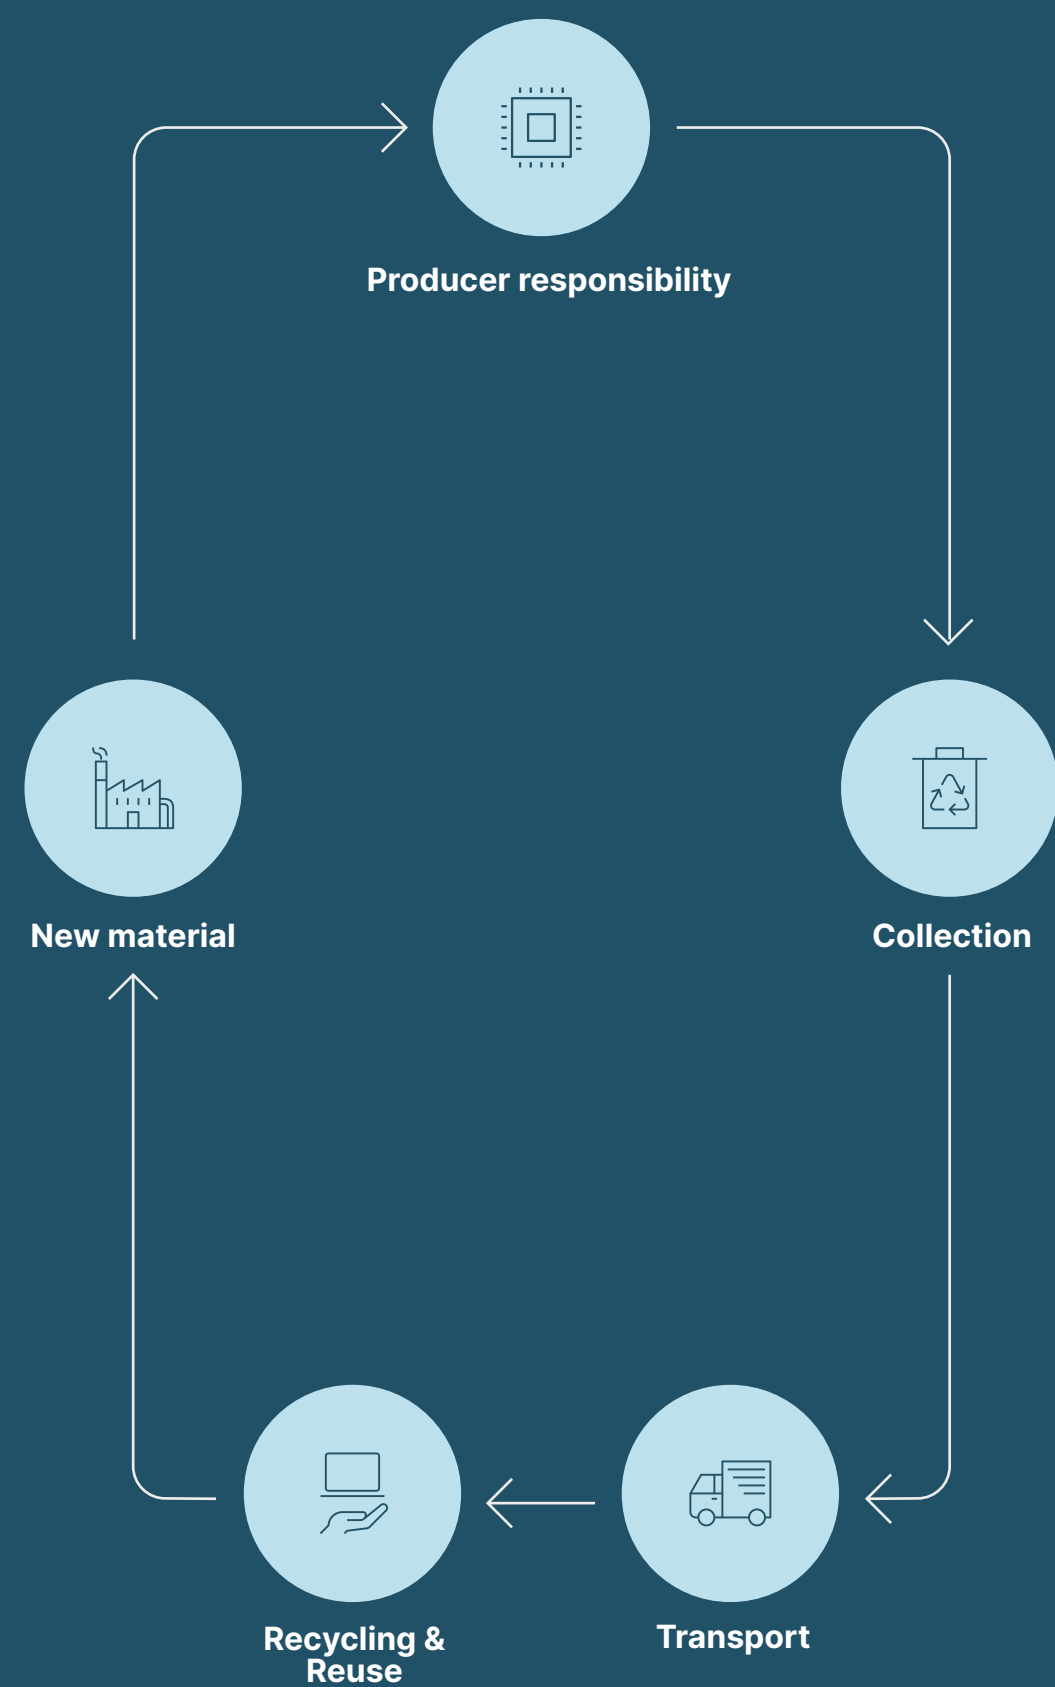 Producer responsibility
New material
Collection
Recycling &
Reuse
Transport